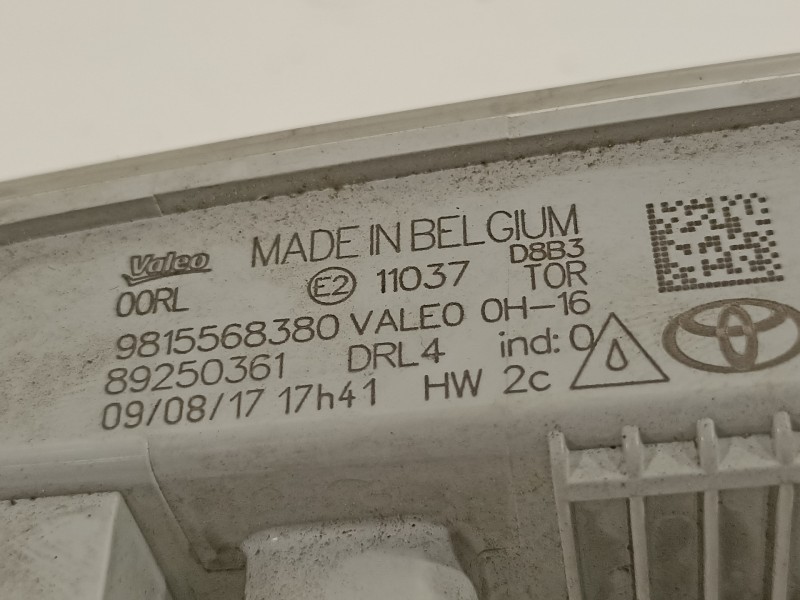 Valeo MADE IN BELGIUM
00RL E2 11037 D8B3
TOR
9815568380 VALEO 0H-16
89250361 DRL4 ind: 0
09/08/17 17h41 HW 2c